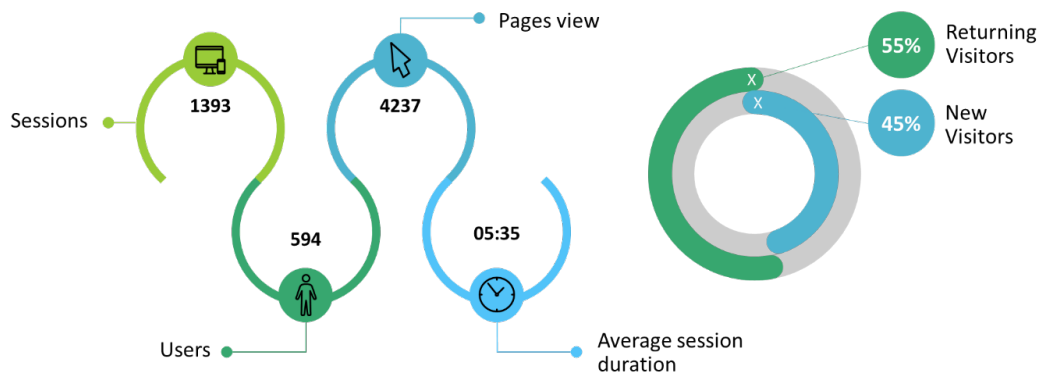 Pages view
1393
4237
Sessions
594
05:35
Users
Average session
duration
55%
Returning
Visitors
X
X
45%
New
Visitors